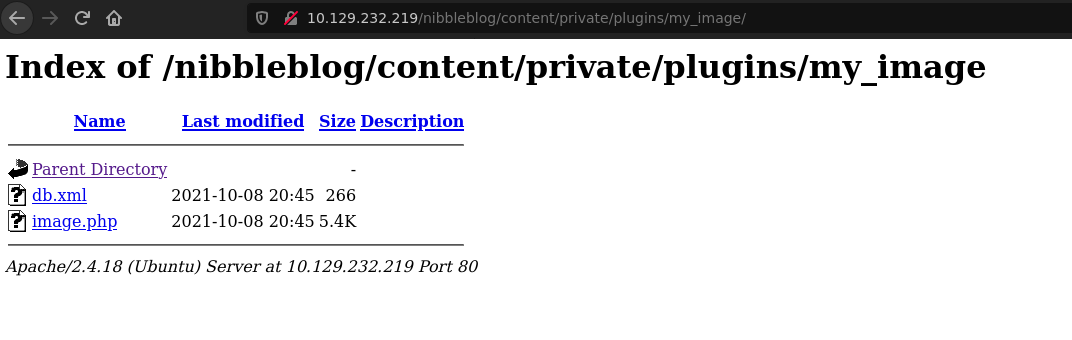 10.129.232.219/nibbleblog/content/private/plugins/my_image/
Index of /nibbleblog/content/private/plugins/my_image
Name Last modified Size Description
Parent Directory -
db.xml 2021-10-08 20:45 266
image.php 2021-10-08 20:45 5.4K
Apache/2.4.18 (Ubuntu) Server at 10.129.232.219 Port 80